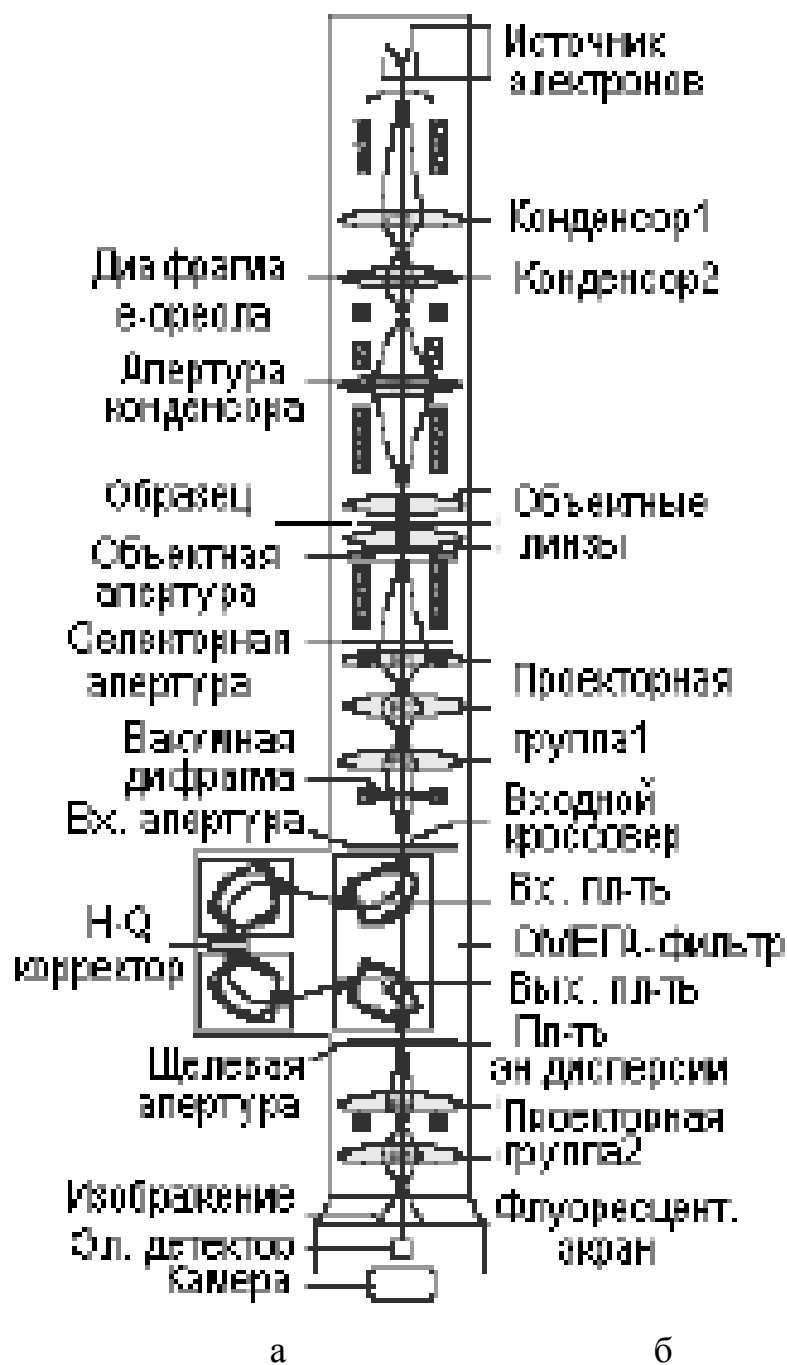 Источник
электронов
Конденсор1
Диафрагма
е-ореола
Конденсор2
Апертура
конденсора
Образец
Объектные
линзы
Объектная
апертура
Селекторная
апертура
Проекторная
группа1
Вакуумная
дифрагма
Вх. апертура
Входной
кроссовер
Вх. пл-ть
H-Q
корректор
ОМЕГА-фильтр
Вых. пл-ть
Пл-ть
эн.дисперсии
Щелевая
апертура
Проекторная
группа2
Изображение
Флуоресцент.
экран
Эл. детектор
Камера
а
б